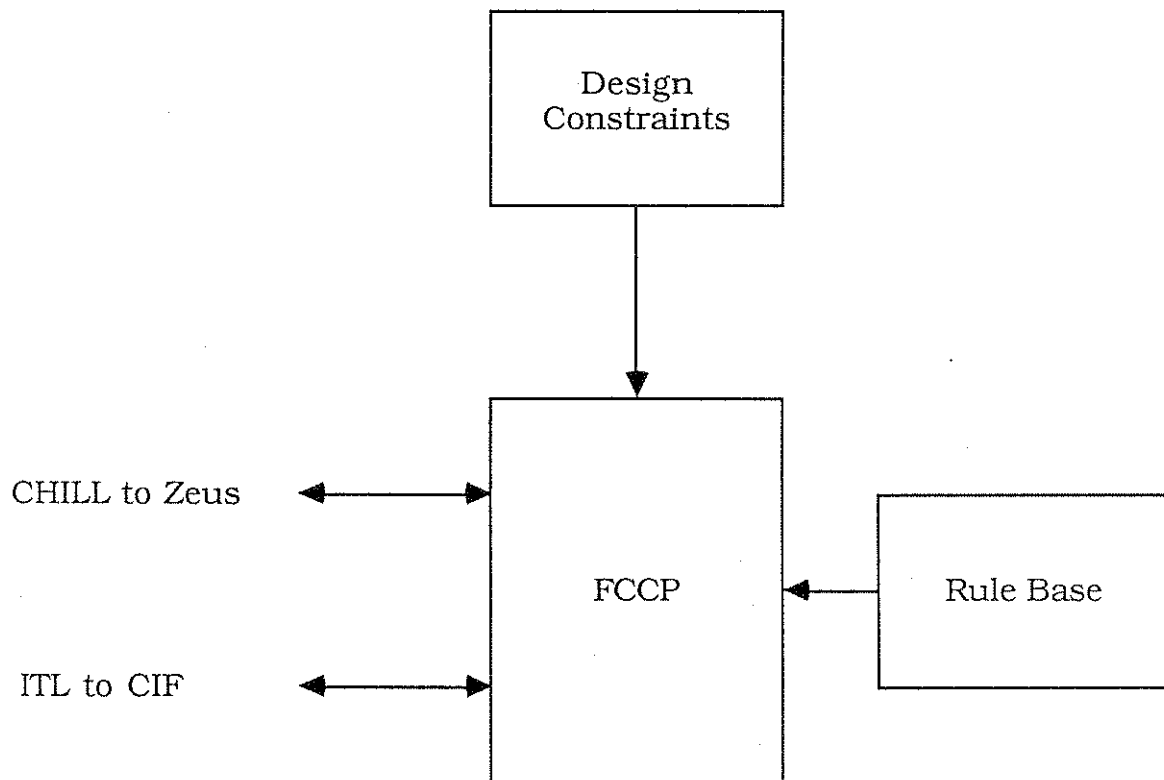 Design
Constraints
CHILL to Zeus
FCCP
Rule Base
ITL to CIF